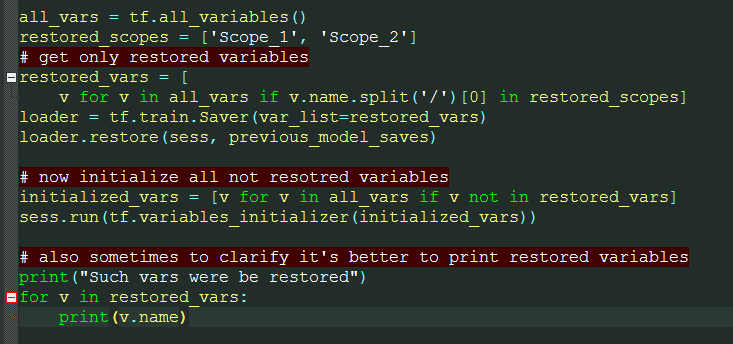 all_vars = tf.all_variables()
restored_scopes = ['Scope_1', 'Scope_2']
# get only restored variables
restored_vars = [
    v for v in all_vars if v.name.split('/')[0] in restored_scopes]
loader = tf.train.Saver(var_list=restored_vars)
loader.restore(sess, previous_model_saves)

# now initialize all not resotred variables
initialized_vars = [v for v in all_vars if v not in restored_vars]
sess.run(tf.variables_initializer(initialized_vars))

# also sometimes to clarify it's better to print restored variables
print("Such vars were be restored")
for v in restored_vars:
    print(v.name)